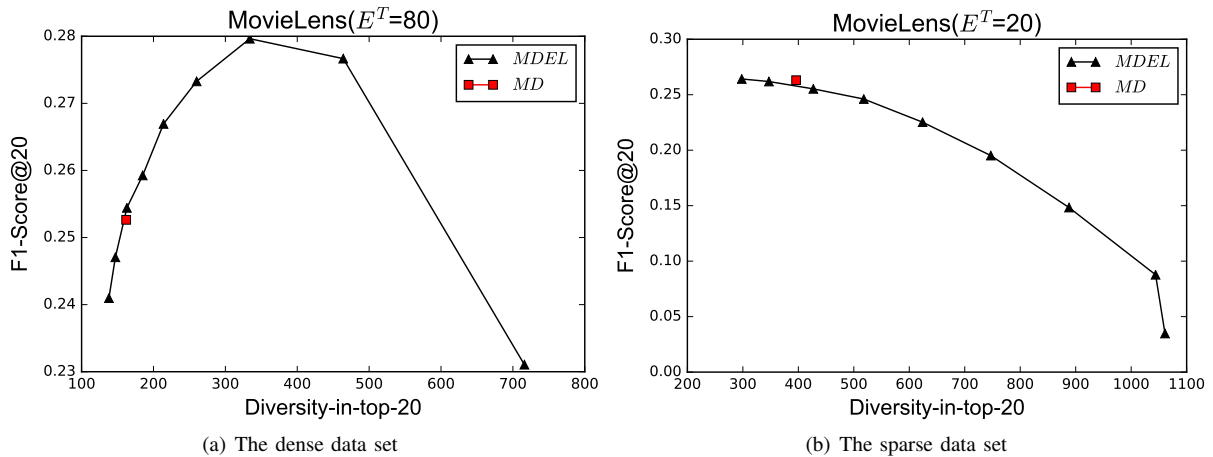 MovieLens(E^T=80)
0.28
0.27
0.26
0.25
0.24
0.23
F1-Score@20
MDEL
MD
100 200 300 400 500 600 700 800
Diversity-in-top-20
(a) The dense data set
MovieLens(E^T=20)
0.30
0.25
0.20
0.15
0.10
0.05
0.00
F1-Score@20
MDEL
MD
200 300 400 500 600 700 800 900 1000 1100
Diversity-in-top-20
(b) The sparse data set